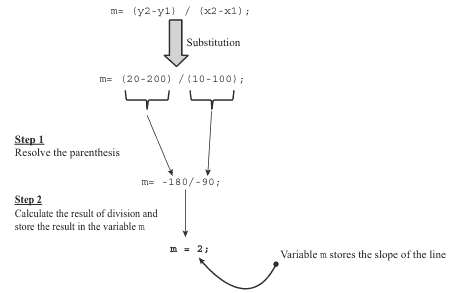 m= (y2-y1) / (x2-x1);
Substitution
m= (20-200) /(10-100);
Step 1
Resolve the parenthesis
m= -180/-90;
Step 2
Calculate the result of division and
store the result in the variable m
m = 2;
Variable m stores the slope of the line